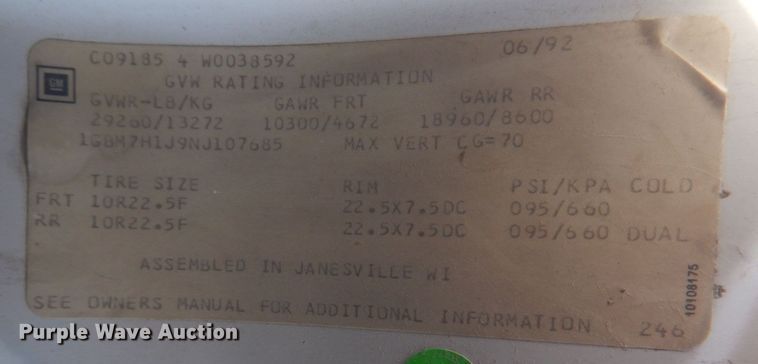 C09185 4 W0038592 06/92
GM
GVW RATING INFORMATION
GVWR-LB/KG GAWR FRT GAWR RR
29260/13272 10300/4672 18960/8600
1GBM7H1J9NJ107685 MAX VERT CG=70
TIRE SIZE RIM PSI/KPA COLD
FRT 10R22.5F 22.5X7.5DC 095/660
RR 10R22.5F 22.5X7.5DC 095/660 DUAL
ASSEMBLED IN JANESVILLE WI
10108175
SEE OWNERS MANUAL FOR ADDITIONAL INFORMATION 246
Purple Wave Auction